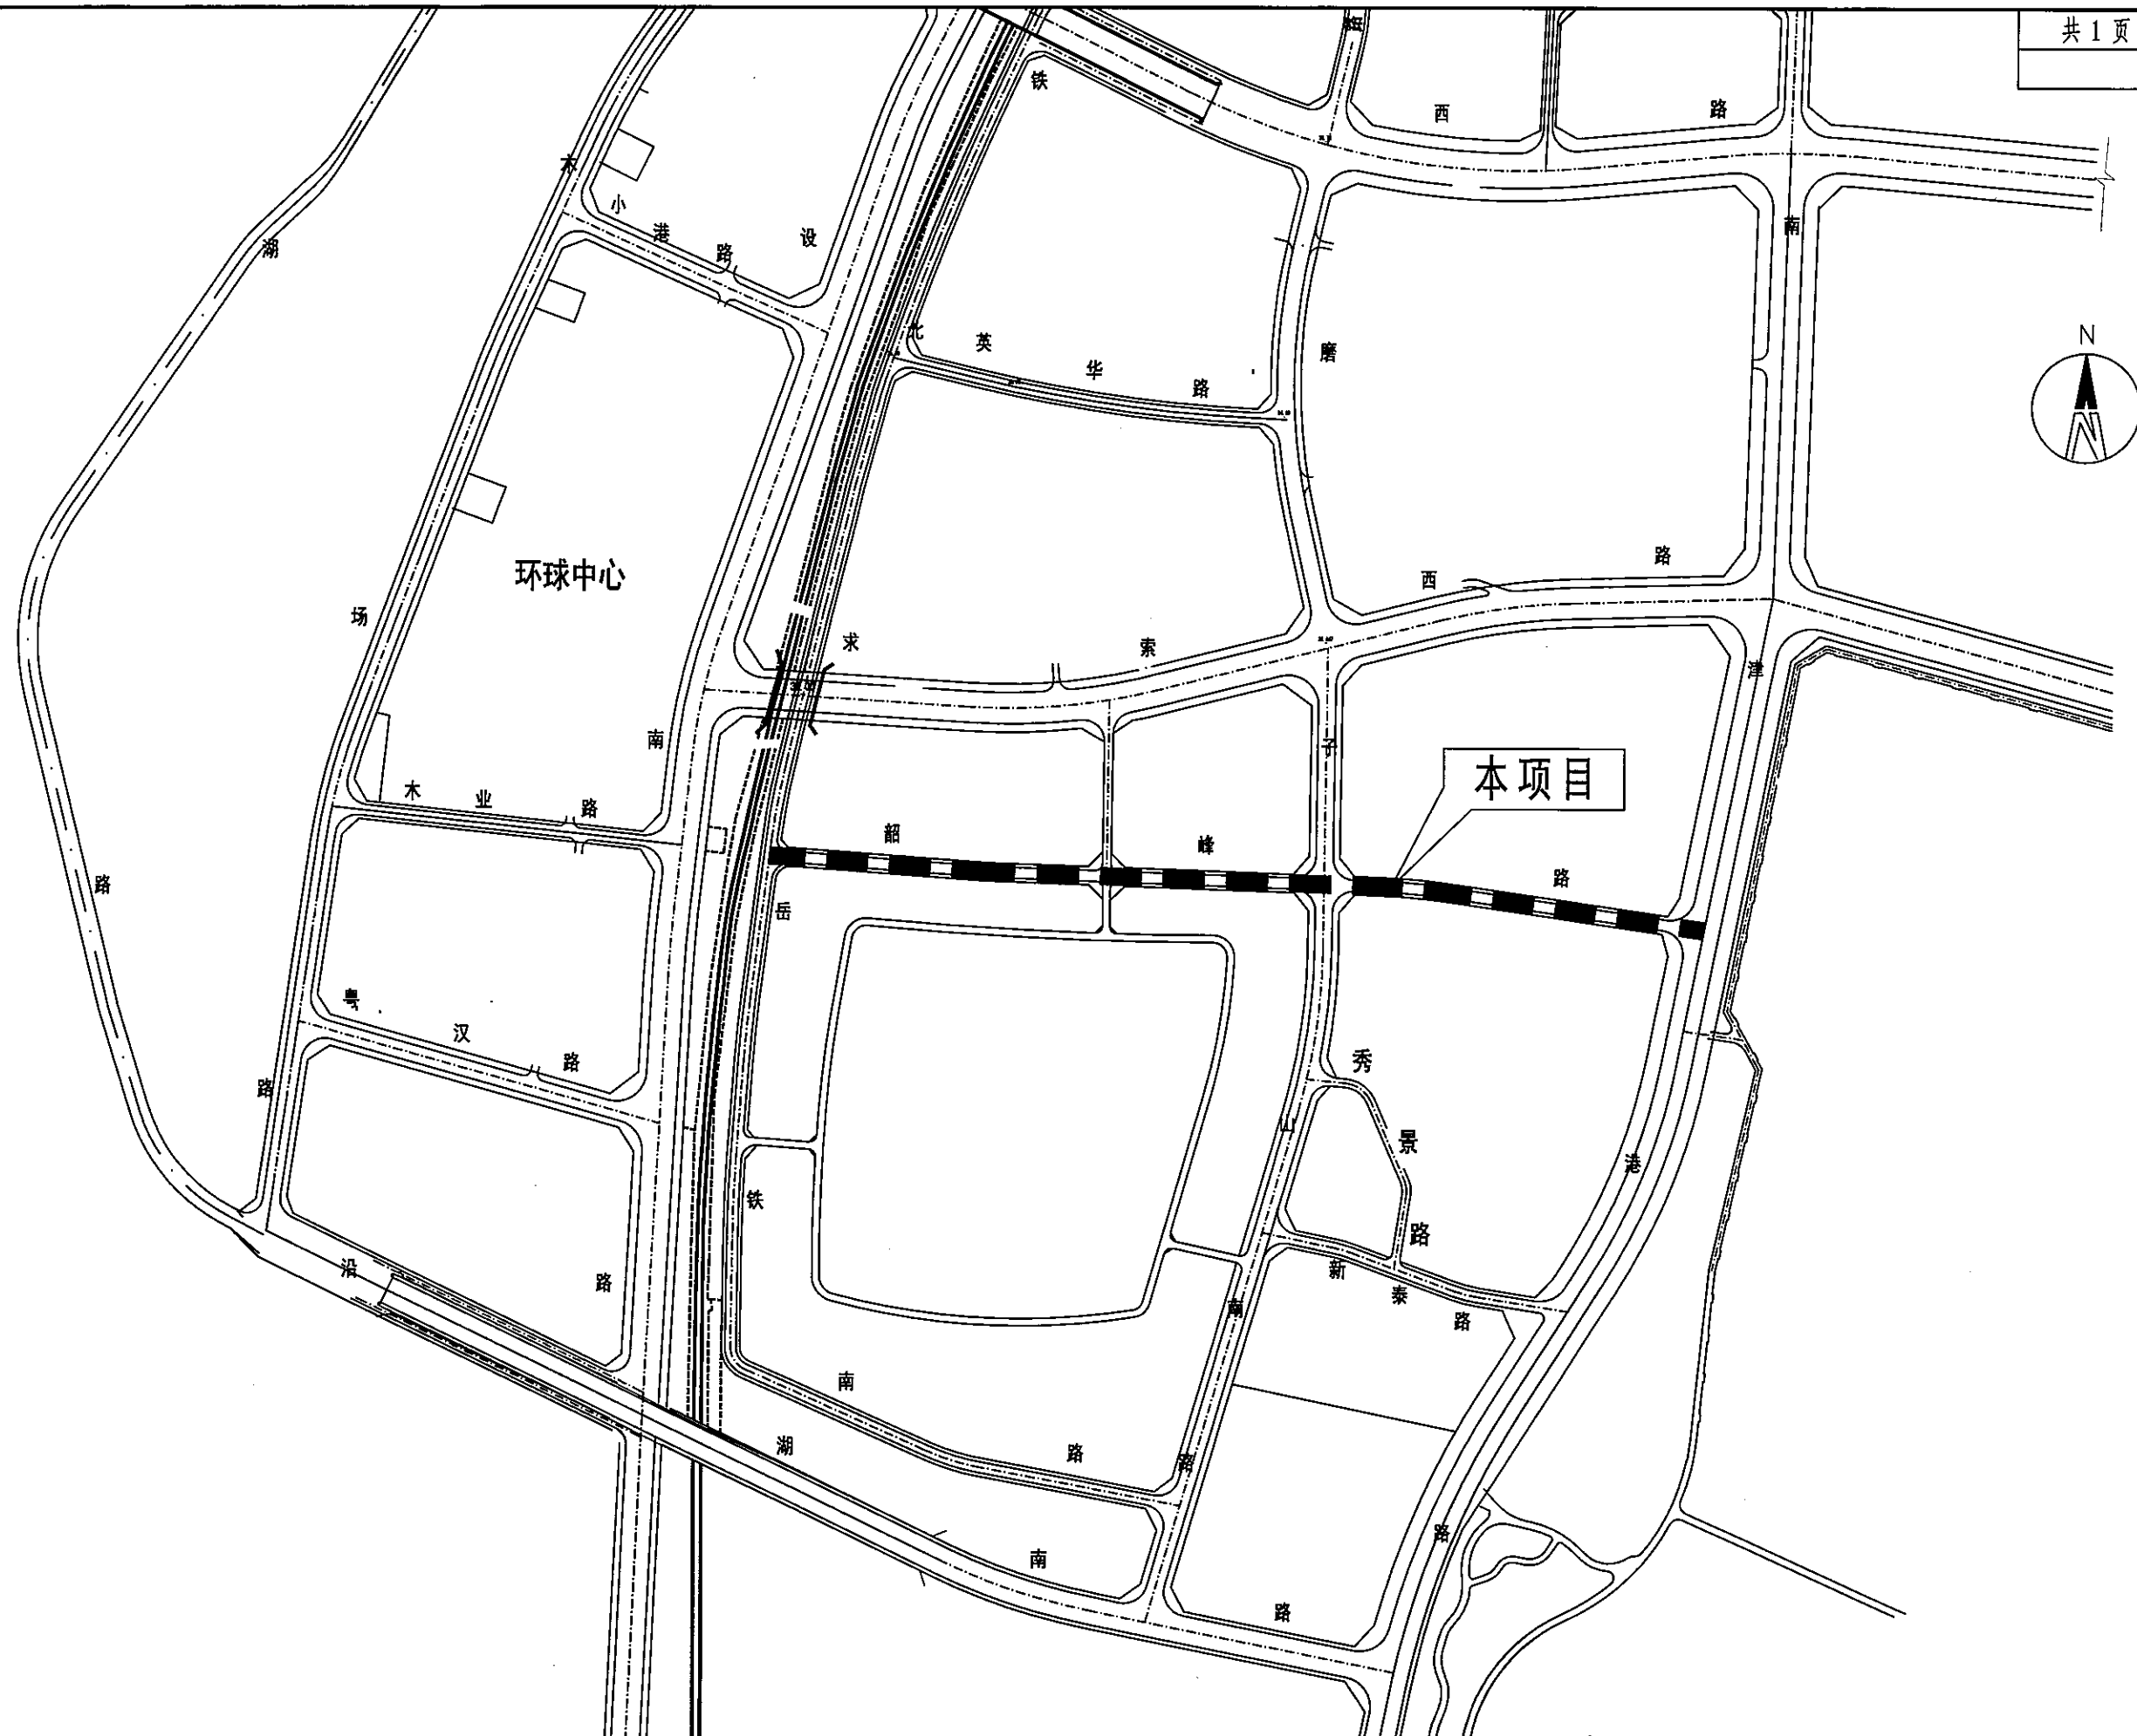 共 1 页
铁
西 路
木
小 港 路
设
湖
南
N
北
英 华 路
磨
环球中心
西 路
场
求 索
津
南
子
本项目
木 业 路
韶 峰 路
路
岳
粤 汉 路
秀 景 路
路
山
港
铁
沿
路
新 泰 路
南
南 路
湖
路
路
南
路